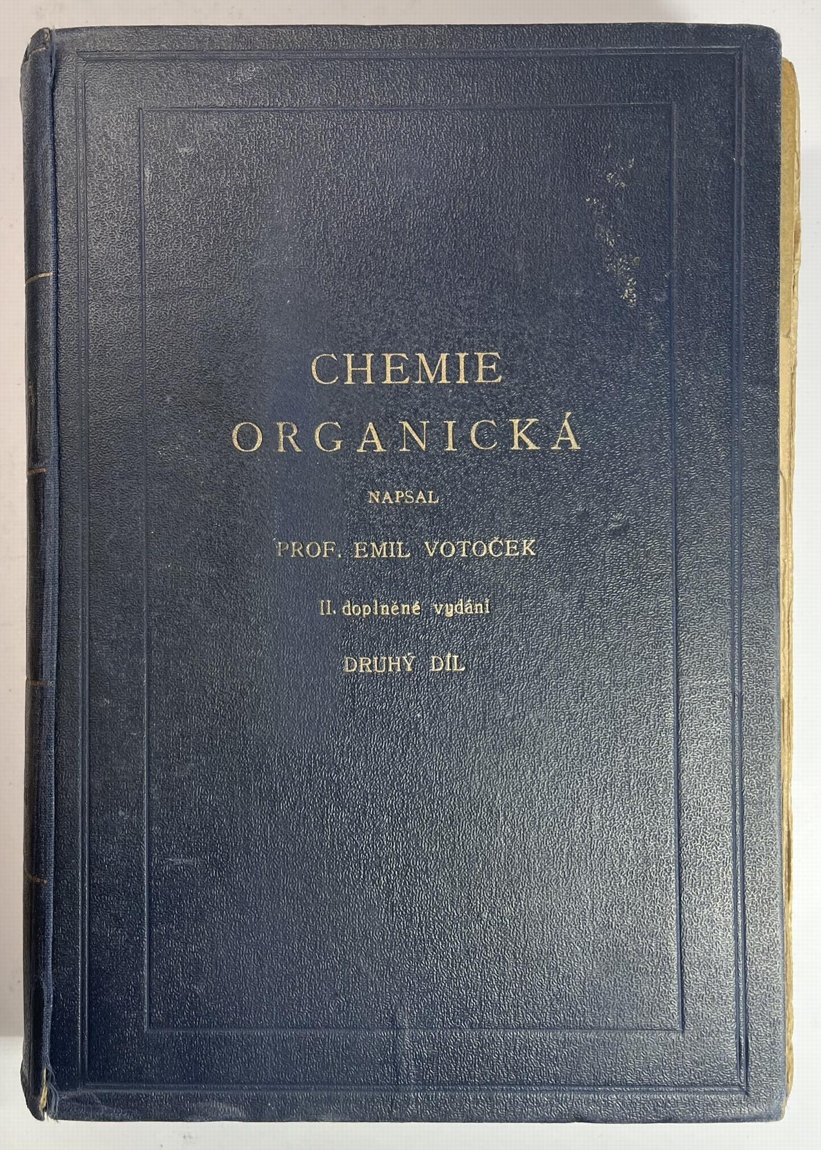 CHEMIE
ORGANICKÁ
NAPSAL
PROF. EMIL VOTOČEK
II. doplněné vydání
DRUHÝ DÍL